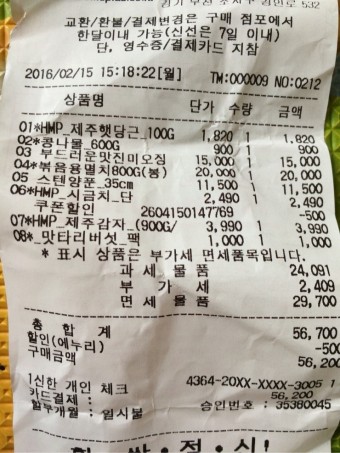 교환/환불/결제변경은 구매 점포에서
한달이내 가능(신선은 7일 이내)
단, 영수증/결제카드 지참
2016/02/15 15:18:22[월] TM:000009 NO:0212
상품명 단가 수량 금액
01*HMP_제주햇당근_100G 1,820 1 1,820
02*콩나물_600G 900 1 900
03 부드러운맛진미오징 15,000 1 15,000
04*볶음용멸치800G(봉) 20,000 1 20,000
05 스텐양푼_35cm 11,500 1 11,500
06*HMP_시금치_단 2,490 1 2,490
쿠폰할인 2604150147769 -500
07*HMP_제주감자_(900G/ 3,990 1 3,990
08*_맛타리버섯_팩 1,000 1 1,000
* 표시 상품은 부가세 면세품목입니다.
과 세 물 품 24,091
부 가 세 2,409
면 세 물 품 29,700
총 합 계 56,700
할인(에누리) -500
구매금액 56,200
1신한 개인 체크 4364-20XX-XXXX-3005 1
카드결제 : 56,200
할부개월 : 일시불 승인번호 : 35380045